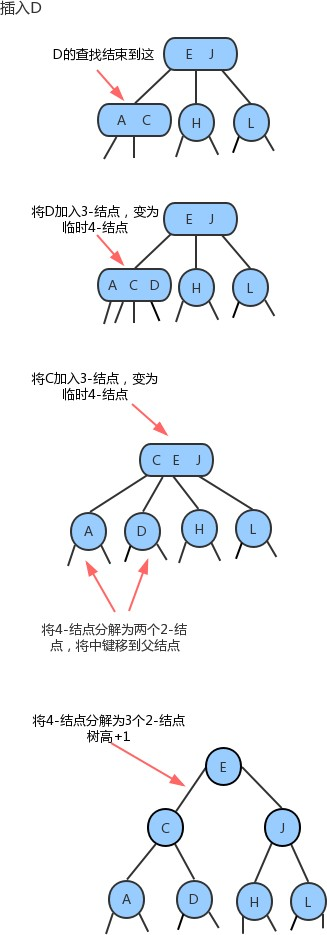 插入D
D的查找结束到这
E J
A C
H
L
将D加入3-结点，变为
临时4-结点
E J
A C D
H
L
将C加入3-结点，变为
临时4-结点
C E J
A
D
H
L
将4-结点分解为两个2-结
点，将中键移到父结点
将4-结点分解为3个2-结点
树高+1
E
C
J
A
D
H
L